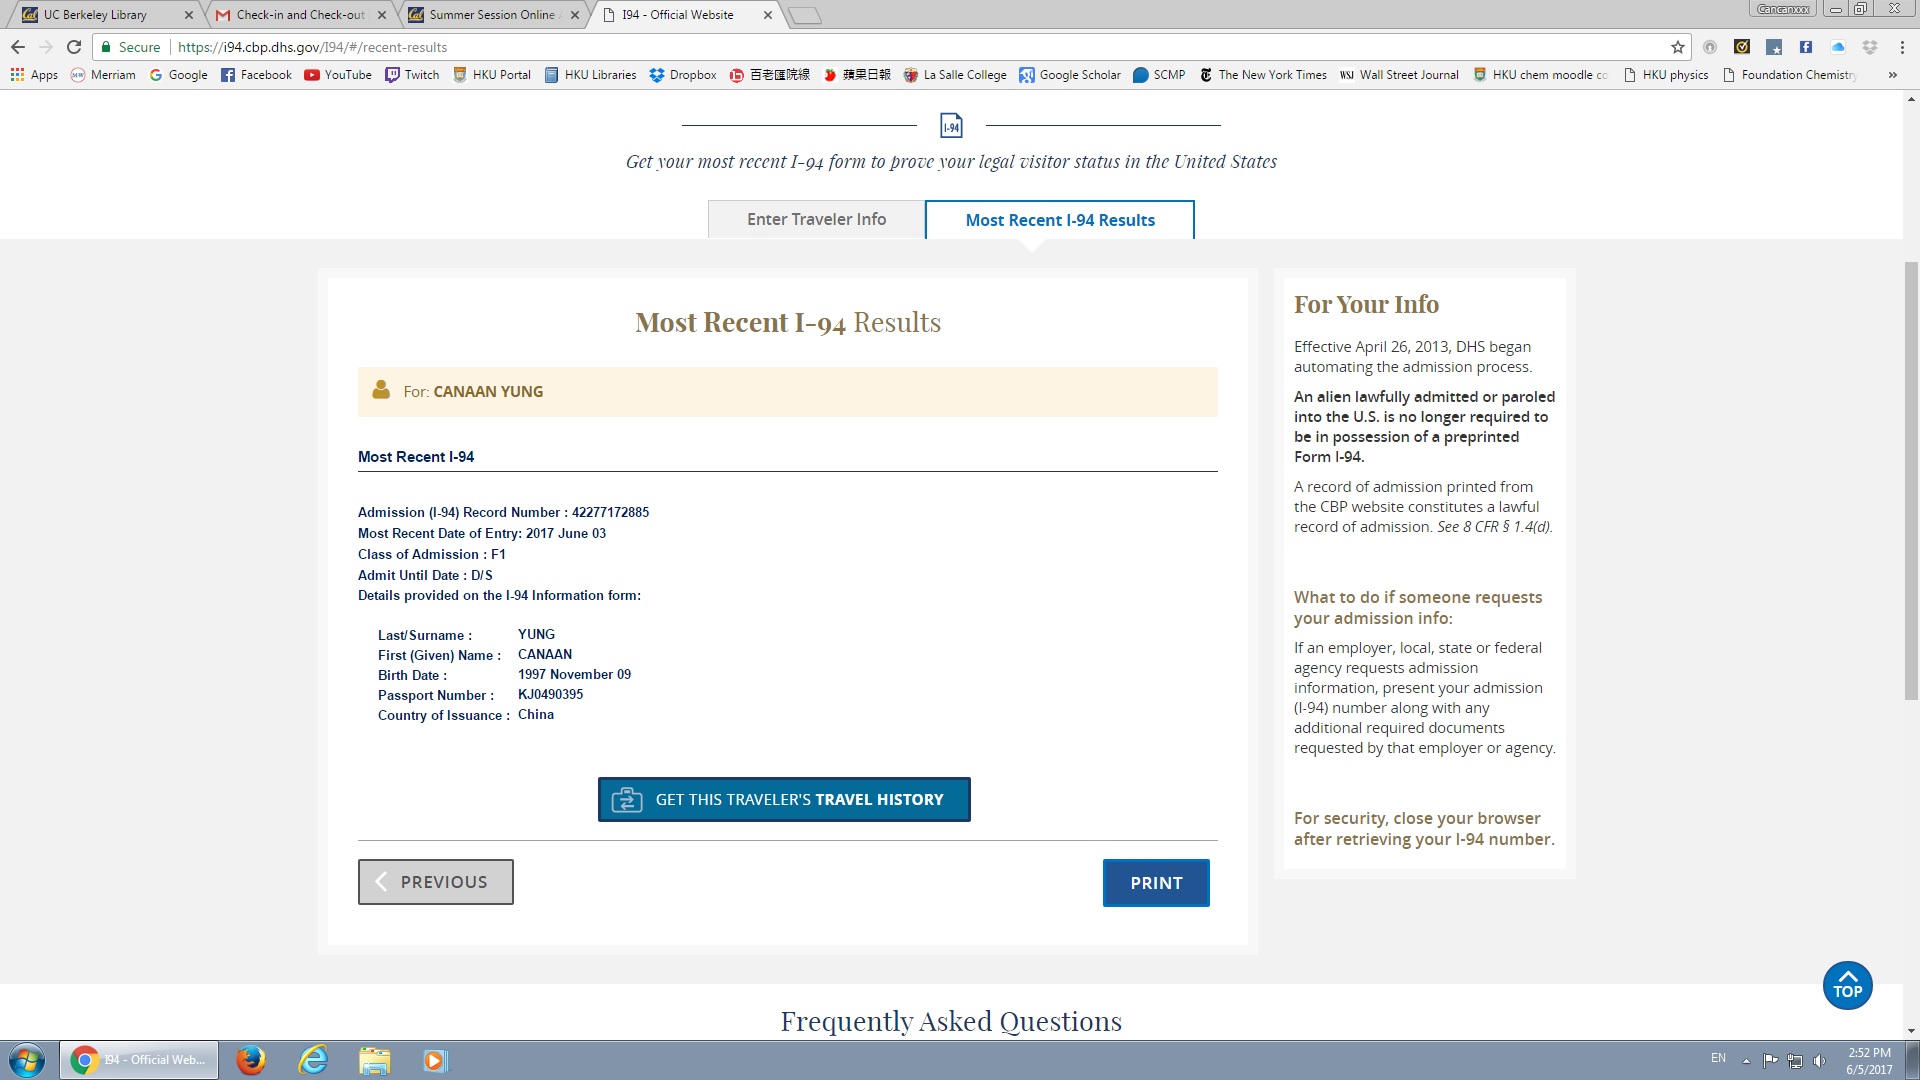 UC Berkeley Library
Check-in and Check-out
Summer Session Online
I94 - Official Website
Cancanxxx
Secure
https://i94.cbp.dhs.gov/I94/#/recent-results
Apps
Merriam
Google
Facebook
YouTube
Twitch
HKU Portal
HKU Libraries
Dropbox
百老匯院線
蘋果日報
La Salle College
Google Scholar
SCMP
The New York Times
WSJ Wall Street Journal
HKU chem moodle co
HKU physics
Foundation Chemistry
»
I-94
Get your most recent I-94 form to prove your legal visitor status in the United States
Enter Traveler Info
Most Recent I-94 Results
Most Recent I-94 Results
For: CANAAN YUNG
Most Recent I-94
Admission (I-94) Record Number : 42277172885
Most Recent Date of Entry: 2017 June 03
Class of Admission : F1
Admit Until Date : D/S
Details provided on the I-94 Information form:
Last/Surname : YUNG
First (Given) Name : CANAAN
Birth Date : 1997 November 09
Passport Number : KJ0490395
Country of Issuance : China
GET THIS TRAVELER'S TRAVEL HISTORY
PREVIOUS
PRINT
For Your Info
Effective April 26, 2013, DHS began
automating the admission process.
An alien lawfully admitted or paroled
into the U.S. is no longer required to
be in possession of a preprinted
Form I-94.
A record of admission printed from
the CBP website constitutes a lawful
record of admission. See 8 CFR § 1.4(d).
What to do if someone requests
your admission info:
If an employer, local, state or federal
agency requests admission
information, present your admission
(I-94) number along with any
additional required documents
requested by that employer or agency.
For security, close your browser
after retrieving your I-94 number.
TOP
Frequently Asked Questions
I94 - Official Web...
EN
2:52 PM
6/5/2017